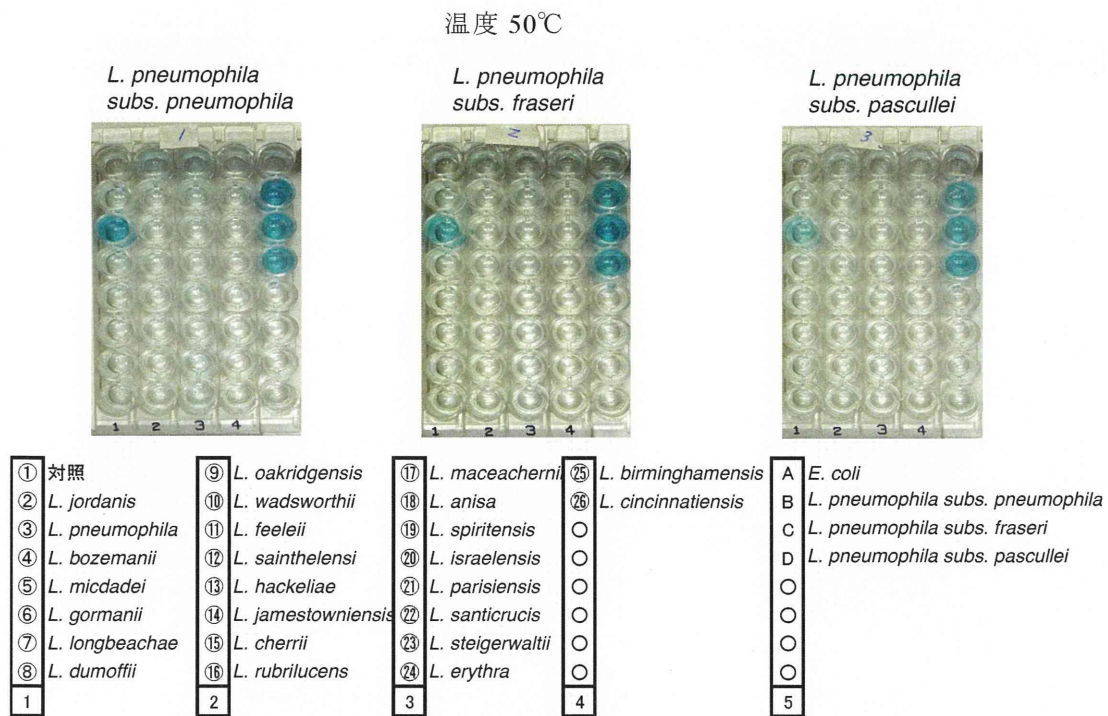 温度 50℃
L. pneumophila
subs. pneumophila
L. pneumophila
subs. fraseri
L. pneumophila
subs. pascullei
1
2
3
1 2 3 4
1 2 3 4
1 2 3 4
① 対照
② L. jordanis
③ L. pneumophila
④ L. bozemanii
⑤ L. micdadei
⑥ L. gormanii
⑦ L. longbeachae
⑧ L. dumoffii
1
⑨ L. oakridgensis
⑩ L. wadsworthii
⑪ L. feeleii
⑫ L. sainthelensi
⑬ L. hackeliae
⑭ L. jamestowniensis
⑮ L. cherrii
⑯ L. rubrilucens
2
⑰ L. maceachernii
⑱ L. anisa
⑲ L. spiritensis
⑳ L. israelensis
㉑ L. parisiensis
㉒ L. santicrucis
㉓ L. steigerwaltii
㉔ L. erythra
3
㉕ L. birminghamensis
㉖ L. cincinnatiensis
○
○
○
○
○
○
4
A E. coli
B L. pneumophila subs. pneumophila
C L. pneumophila subs. fraseri
D L. pneumophila subs. pascullei
○
○
○
○
5